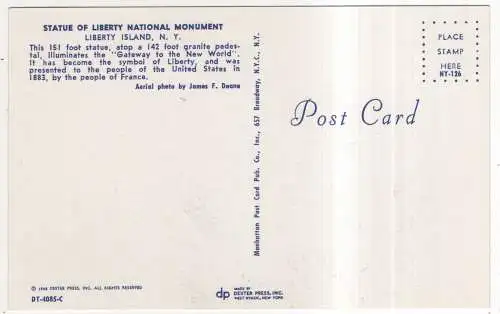 STATUE OF LIBERTY NATIONAL MONUMENT
LIBERTY ISLAND, N. Y.
This 151 foot statue, atop a 142 foot granite pedes-
tal, illuminates the "Gateway to the New World".
It has become the symbol of Liberty, and was
presented to the people of the United States in
1883, by the people of France.
Aerial photo by James F. Doane
Manhattan Post Card Pub. Co., Inc., 657 Broadway, N.Y.C., N.Y.
PLACE
STAMP
HERE
NY-126
Post Card
© 1968 DEXTER PRESS, INC. ALL RIGHTS RESERVED
DT-4085-C
dp
MADE BY
DEXTER PRESS, INC.
WEST NYACK, NEW YORK